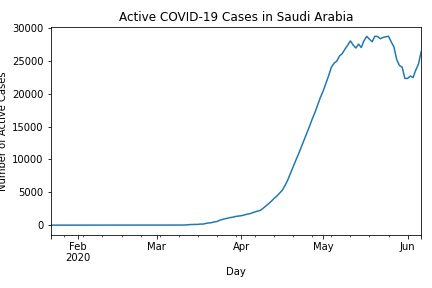 Active COVID-19 Cases in Saudi Arabia
30000
25000
20000
15000
10000
5000
0
Number of Active Cases
Feb
2020
Mar
Apr
May
Jun
Day